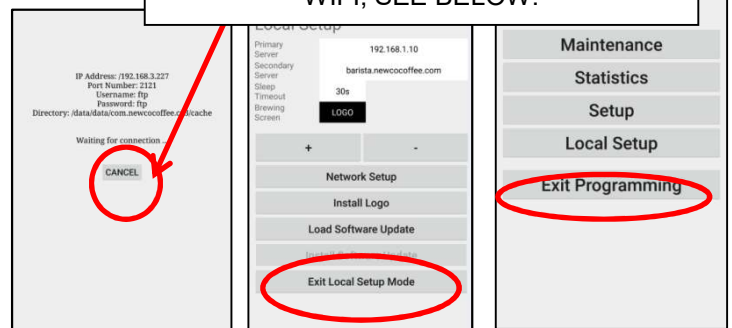 WIFI, SEE BELOW.
IP Address: /192.168.3.227
Port Number: 2121
Username: ftp
Password: ftp
Directory: /data/data/com.newcocoffee.cxi/cache
Waiting for connection ..
CANCEL
Local Setup
Primary Server
192.168.1.10
Secondary Server
barista.newcocoffee.com
Sleep Timeout
30s
Brewing Screen
LOGO
+
-
Network Setup
Install Logo
Load Software Update
Install Software Update
Exit Local Setup Mode
Maintenance
Statistics
Setup
Local Setup
Exit Programming